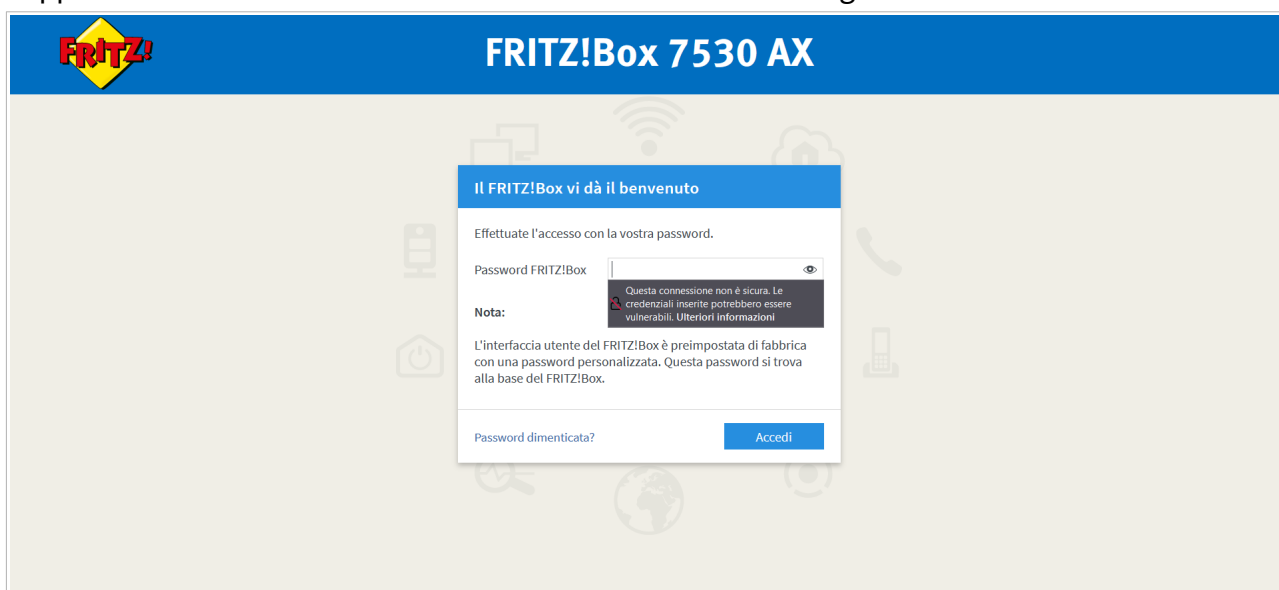 FRITZ!
FRITZ!Box 7530 AX
Il FRITZ!Box vi dà il benvenuto
Effettuate l'accesso con la vostra password.
Password FRITZ!Box
Questa connessione non è sicura. Le
credenziali inserite potrebbero essere
vulnerabili. Ulteriori informazioni
Nota:
L'interfaccia utente del FRITZ!Box è preimpostata di fabbrica
con una password personalizzata. Questa password si trova
alla base del FRITZ!Box.
Password dimenticata?
Accedi